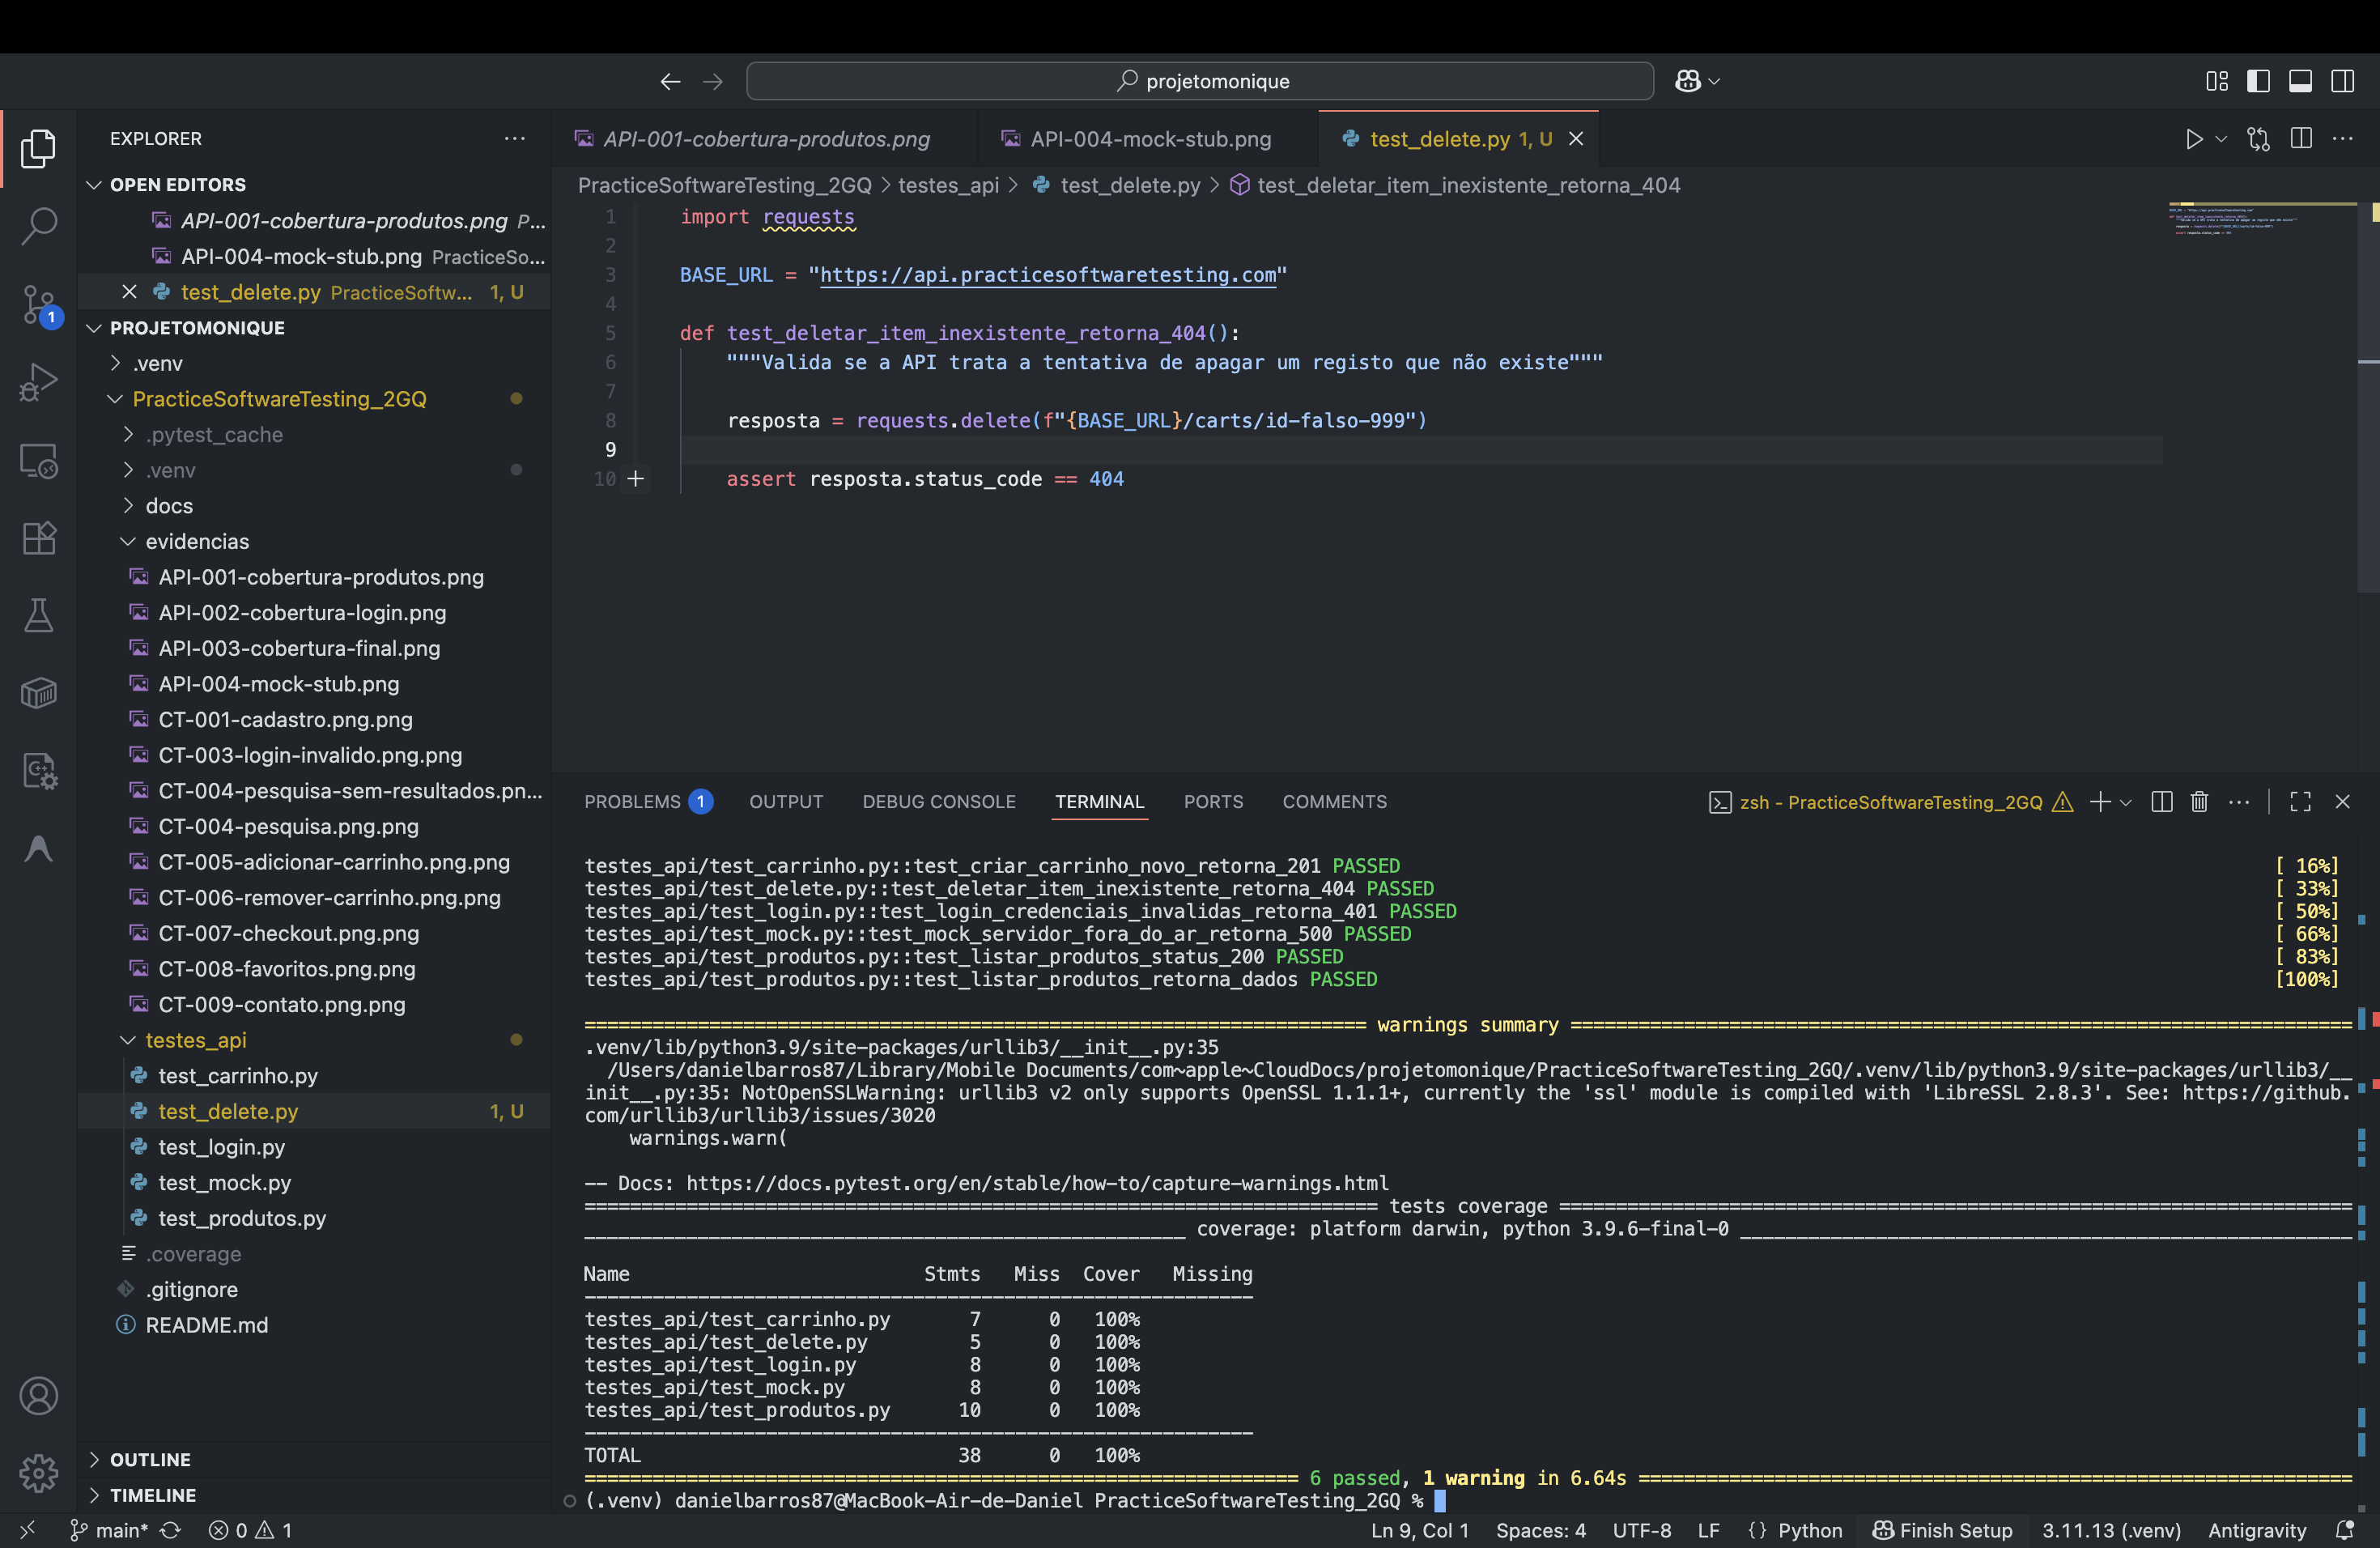 projetomonique
EXPLORER
OPEN EDITORS
API-001-cobertura-produtos.png P...
API-004-mock-stub.png PracticeSo...
test_delete.py PracticeSoftw... 1, U
PROJETOMONIQUE
.venv
PracticeSoftwareTesting_2GQ
.pytest_cache
.venv
docs
evidencias
API-001-cobertura-produtos.png
API-002-cobertura-login.png
API-003-cobertura-final.png
API-004-mock-stub.png
CT-001-cadastro.png.png
CT-003-login-invalido.png.png
CT-004-pesquisa-sem-resultados.pn...
CT-004-pesquisa.png.png
CT-005-adicionar-carrinho.png.png
CT-006-remover-carrinho.png.png
CT-007-checkout.png.png
CT-008-favoritos.png.png
CT-009-contato.png.png
testes_api
test_carrinho.py
test_delete.py 1, U
test_login.py
test_mock.py
test_produtos.py
.coverage
.gitignore
README.md
OUTLINE
TIMELINE
1
API-001-cobertura-produtos.png
API-004-mock-stub.png
test_delete.py 1, U
PracticeSoftwareTesting_2GQ > testes_api > test_delete.py > test_deletar_item_inexistente_retorna_404
1 import requests
2
3 BASE_URL = "https://api.practicesoftwaretesting.com"
4
5 def test_deletar_item_inexistente_retorna_404():
6 """Valida se a API trata a tentativa de apagar um registo que não existe"""
7
8 resposta = requests.delete(f"{BASE_URL}/carts/id-falso-999")
9
10 assert resposta.status_code == 404
PROBLEMS 1 OUTPUT DEBUG CONSOLE TERMINAL PORTS COMMENTS
zsh - PracticeSoftwareTesting_2GQ
testes_api/test_carrinho.py::test_criar_carrinho_novo_retorna_201 PASSED [ 16%]
testes_api/test_delete.py::test_deletar_item_inexistente_retorna_404 PASSED [ 33%]
testes_api/test_login.py::test_login_credenciais_invalidas_retorna_401 PASSED [ 50%]
testes_api/test_mock.py::test_mock_servidor_fora_do_ar_retorna_500 PASSED [ 66%]
testes_api/test_produtos.py::test_listar_produtos_status_200 PASSED [ 83%]
testes_api/test_produtos.py::test_listar_produtos_retorna_dados PASSED [100%]
warnings summary
.venv/lib/python3.9/site-packages/urllib3/__init__.py:35
/Users/danielbarros87/Library/Mobile Documents/com~apple~CloudDocs/projetomonique/PracticeSoftwareTesting_2GQ/.venv/lib/python3.9/site-packages/urllib3/__
init__.py:35: NotOpenSSLWarning: urllib3 v2 only supports OpenSSL 1.1.1+, currently the 'ssl' module is compiled with 'LibreSSL 2.8.3'. See: https://github.
com/urllib3/urllib3/issues/3020
warnings.warn(
-- Docs: https://docs.pytest.org/en/stable/how-to/capture-warnings.html
tests coverage
coverage: platform darwin, python 3.9.6-final-0
Name Stmts Miss Cover Missing
testes_api/test_carrinho.py 7 0 100%
testes_api/test_delete.py 5 0 100%
testes_api/test_login.py 8 0 100%
testes_api/test_mock.py 8 0 100%
testes_api/test_produtos.py 10 0 100%
TOTAL 38 0 100%
6 passed, 1 warning in 6.64s
(.venv) danielbarros87@MacBook-Air-de-Daniel PracticeSoftwareTesting_2GQ %
main* 0 1 Ln 9, Col 1 Spaces: 4 UTF-8 LF {} Python Finish Setup 3.11.13 (.venv) Antigravity